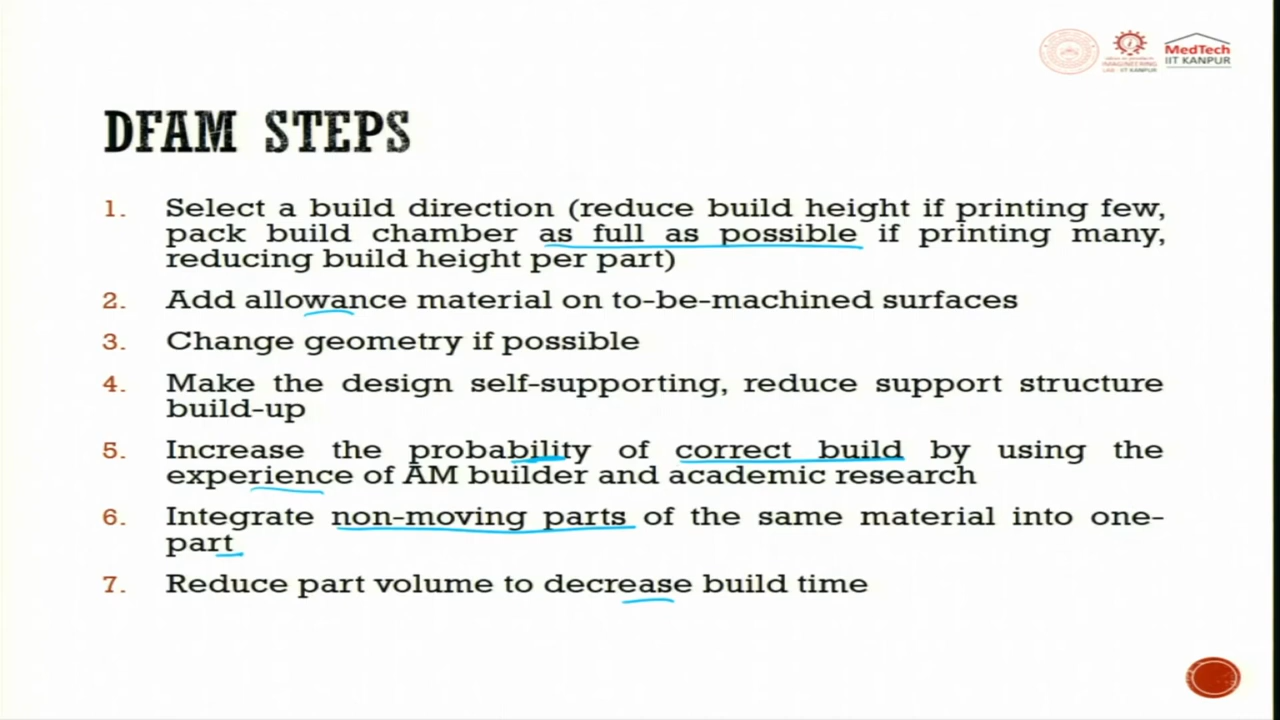 MedTech
IIT KANPUR
DFAM STEPS
1. Select a build direction (reduce build height if printing few,
pack build chamber as full as possible if printing many,
reducing build height per part)
2. Add allowance material on to-be-machined surfaces
3. Change geometry if possible
4. Make the design self-supporting, reduce support structure
build-up
5. Increase the probability of correct build by using the
experience of AM builder and academic research
6. Integrate non-moving parts of the same material into one-
part
7. Reduce part volume to decrease build time